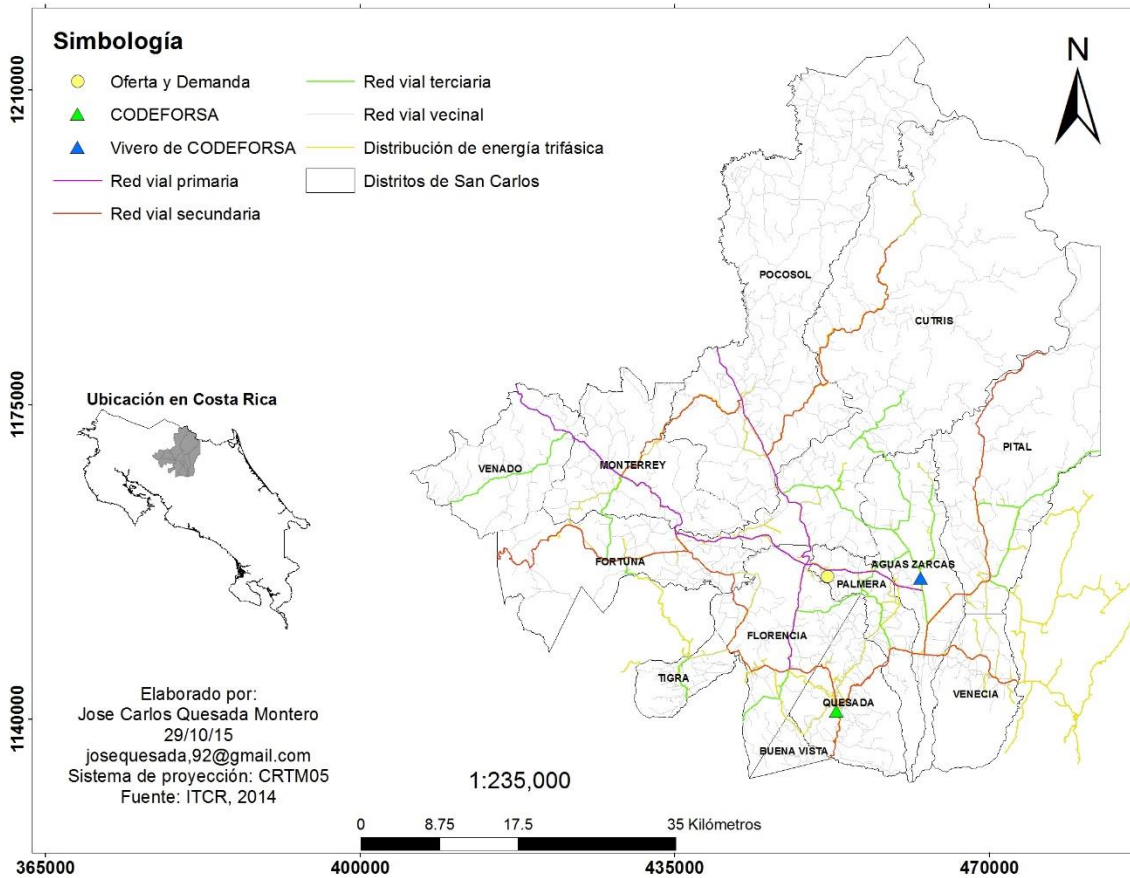 Simbología
Oferta y Demanda
CODEFORSA
Vivero de CODEFORSA
Red vial primaria
Red vial secundaria
Red vial terciaria
Red vial vecinal
Distribución de energía trifásica
Distritos de San Carlos
N
1210000
1175000
1140000
POCOSOL
CUTRIS
PITAL
VENADO
MONTERREY
FORTUNA
AGUAS ZARCAS
PALMERA
FLORENCIA
TIGRA
QUESADA
VENECIA
BUENA VISTA
Ubicación en Costa Rica
Elaborado por:
Jose Carlos Quesada Montero
29/10/15
josequesada,92@gmail.com
Sistema de proyección: CRTM05
Fuente: ITCR, 2014
1:235,000
0 8.75 17.5 35 Kilómetros
365000 400000 435000 470000